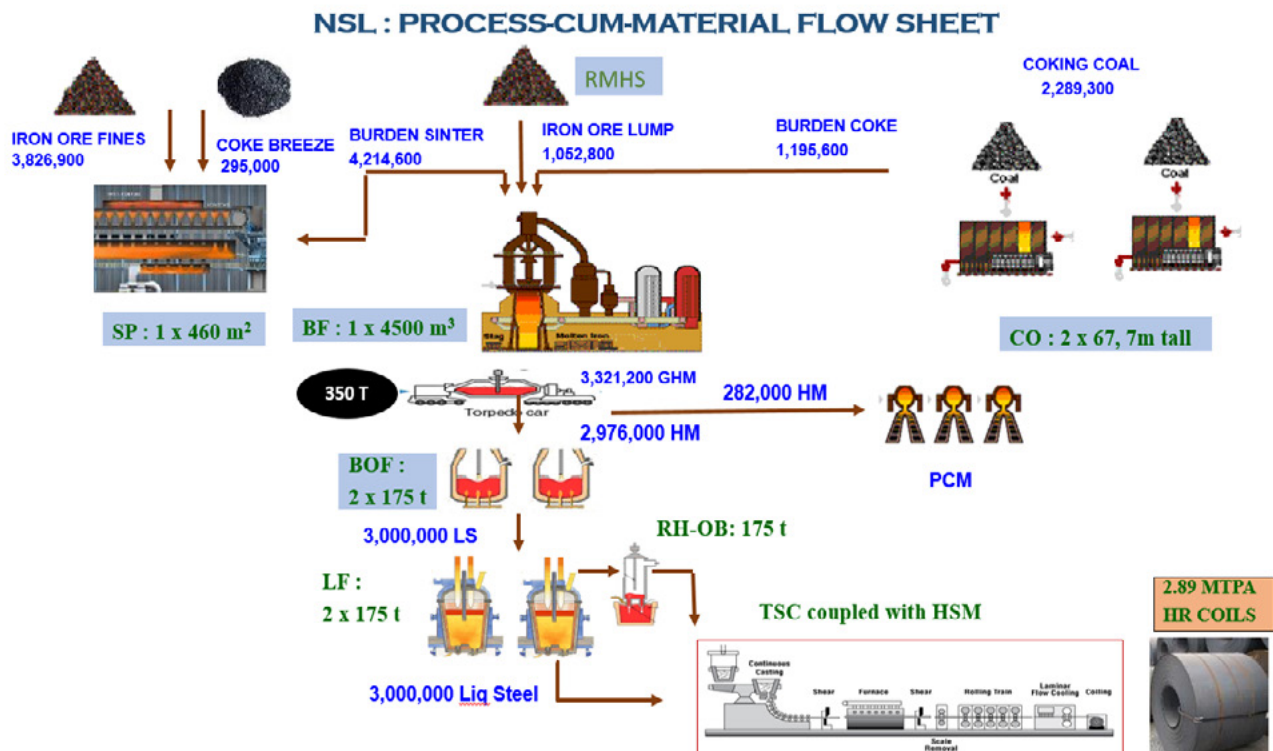 NSL : PROCESS-CUM-MATERIAL FLOW SHEET
RMHS
COKING COAL
2,289,300
IRON ORE FINES
3,826,900
COKE BREEZE
295,000
BURDEN SINTER
4,214,600
IRON ORE LUMP
1,052,800
BURDEN COKE
1,195,600
Coal
Coal
SP : 1 x 460 m²
BF : 1 x 4500 m³
Slag
Molten Iron
CO : 2 x 67, 7m tall
350 T
Torpedo car
3,321,200 GHM
282,000 HM
2,976,000 HM
PCM
BOF :
2 x 175 t
3,000,000 LS
RH-OB: 175 t
LF :
2 x 175 t
TSC coupled with HSM
2.89 MTPA
HR COILS
3,000,000 Liq Steel
Continuous
Casting
Shear
Furnace
Shear
Scale
Removal
Rolling Train
Laminar
Flow Cooling
Coiling